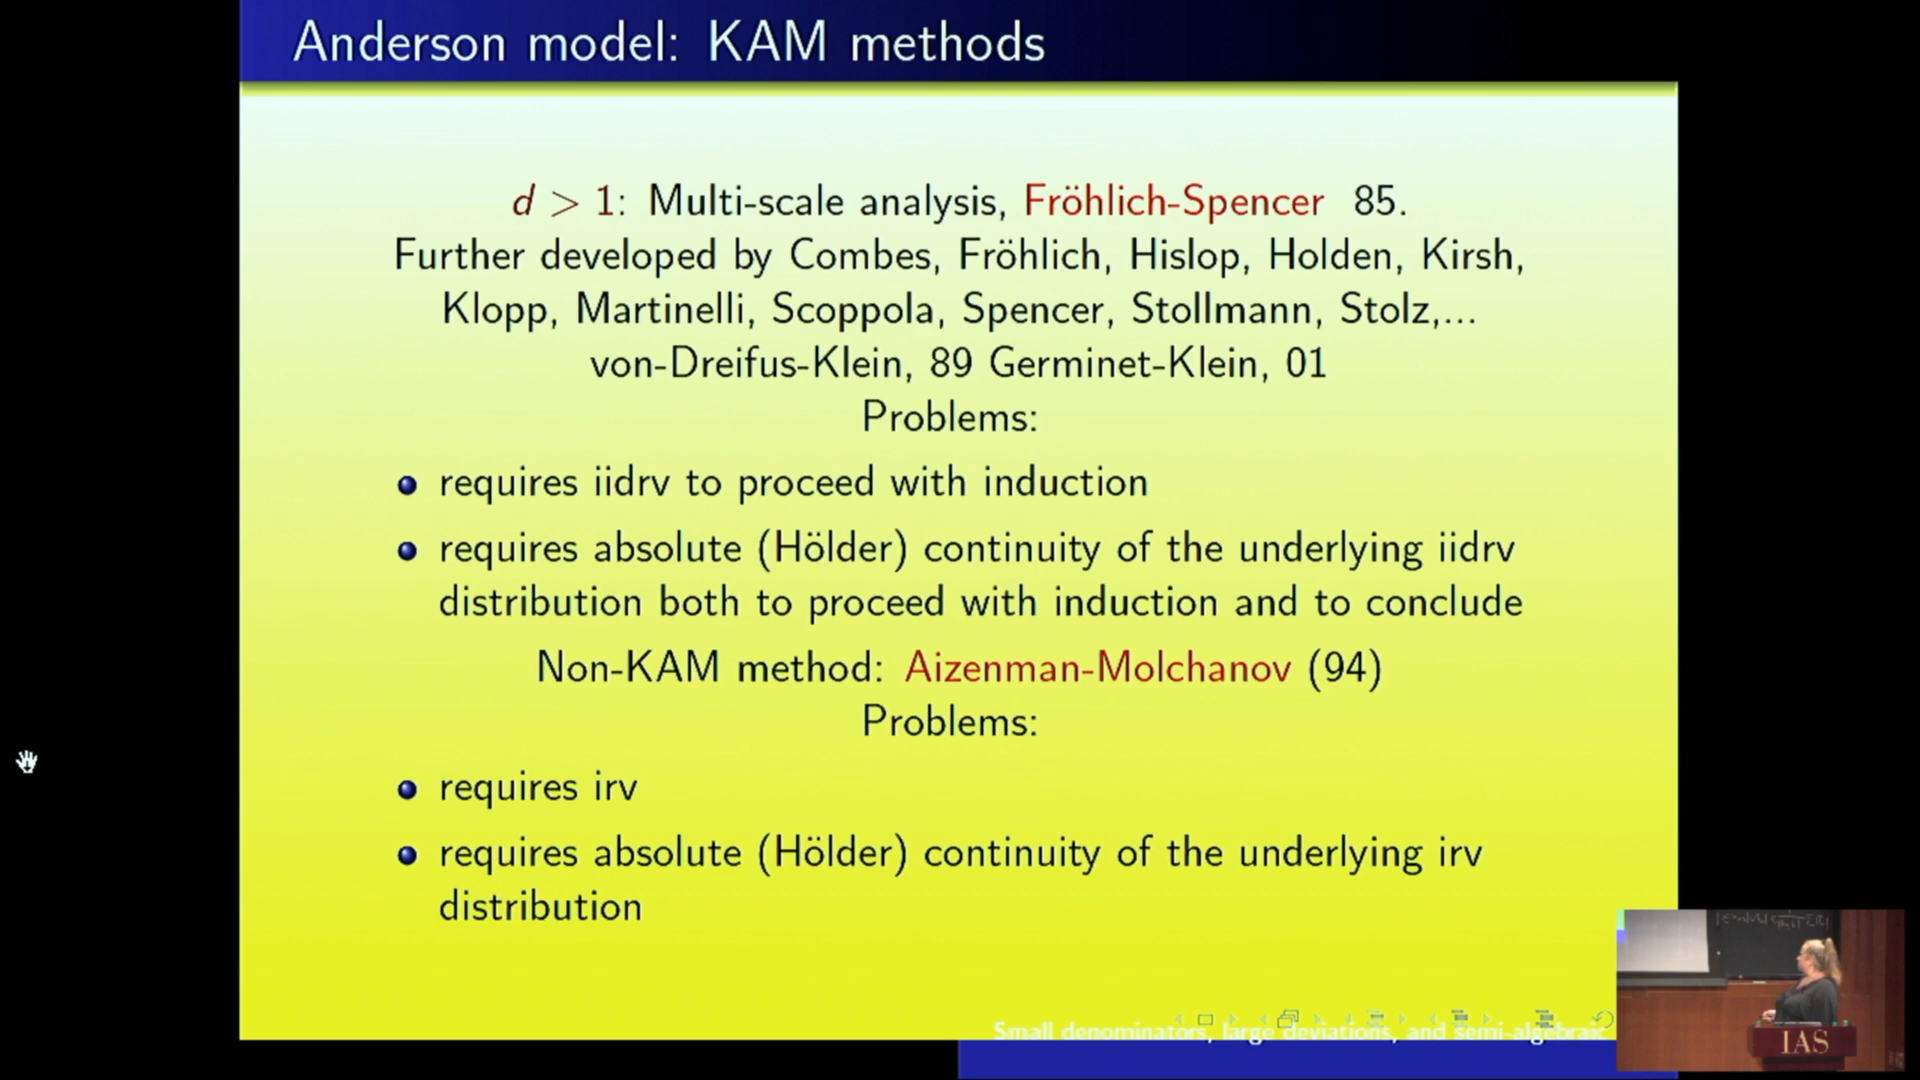 Anderson model: KAM methods
d > 1: Multi-scale analysis, Fröhlich-Spencer 85.
Further developed by Combes, Fröhlich, Hislop, Holden, Kirsh,
Klopp, Martinelli, Scoppola, Spencer, Stollmann, Stolz,...
von-Dreifus-Klein, 89 Germinet-Klein, 01
Problems:
requires iidrv to proceed with induction
requires absolute (Hölder) continuity of the underlying iidrv
distribution both to proceed with induction and to conclude
Non-KAM method: Aizenman-Molchanov (94)
Problems:
requires irv
requires absolute (Hölder) continuity of the underlying irv
distribution
Small denominators, large deviations, and semi-algebraic
IAS